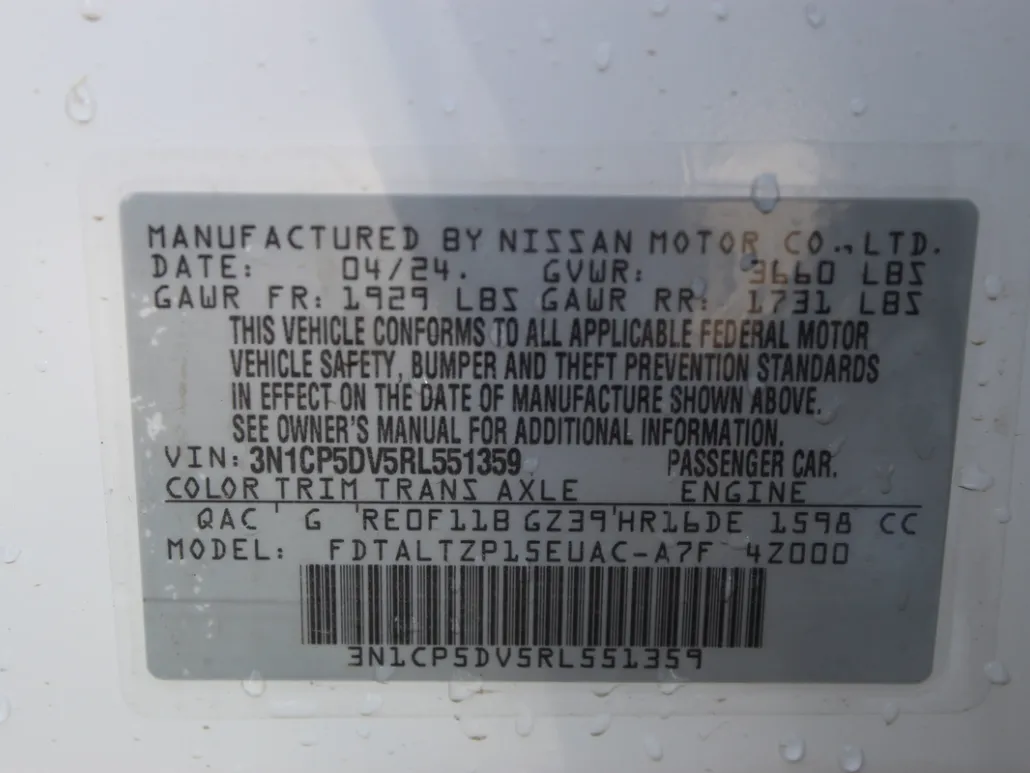 MANUFACTURED BY NISSAN MOTOR CO., LTD.
DATE: 04/24. GVWR: 3660 LBS
GAWR FR: 1929 LBS GAWR RR: 1731 LBS
THIS VEHICLE CONFORMS TO ALL APPLICABLE FEDERAL MOTOR
VEHICLE SAFETY, BUMPER AND THEFT PREVENTION STANDARDS
IN EFFECT ON THE DATE OF MANUFACTURE SHOWN ABOVE.
SEE OWNER'S MANUAL FOR ADDITIONAL INFORMATION.
VIN: 3N1CP5DV5RL551359 PASSENGER CAR.
COLOR TRIM TRANS AXLE ENGINE
QAC ' G ' RE0F11B GZ39 ' HR16DE 1598 CC
MODEL: FDTALTZP15EUAC-A7F 4Z000
3N1CP5DV5RL551359